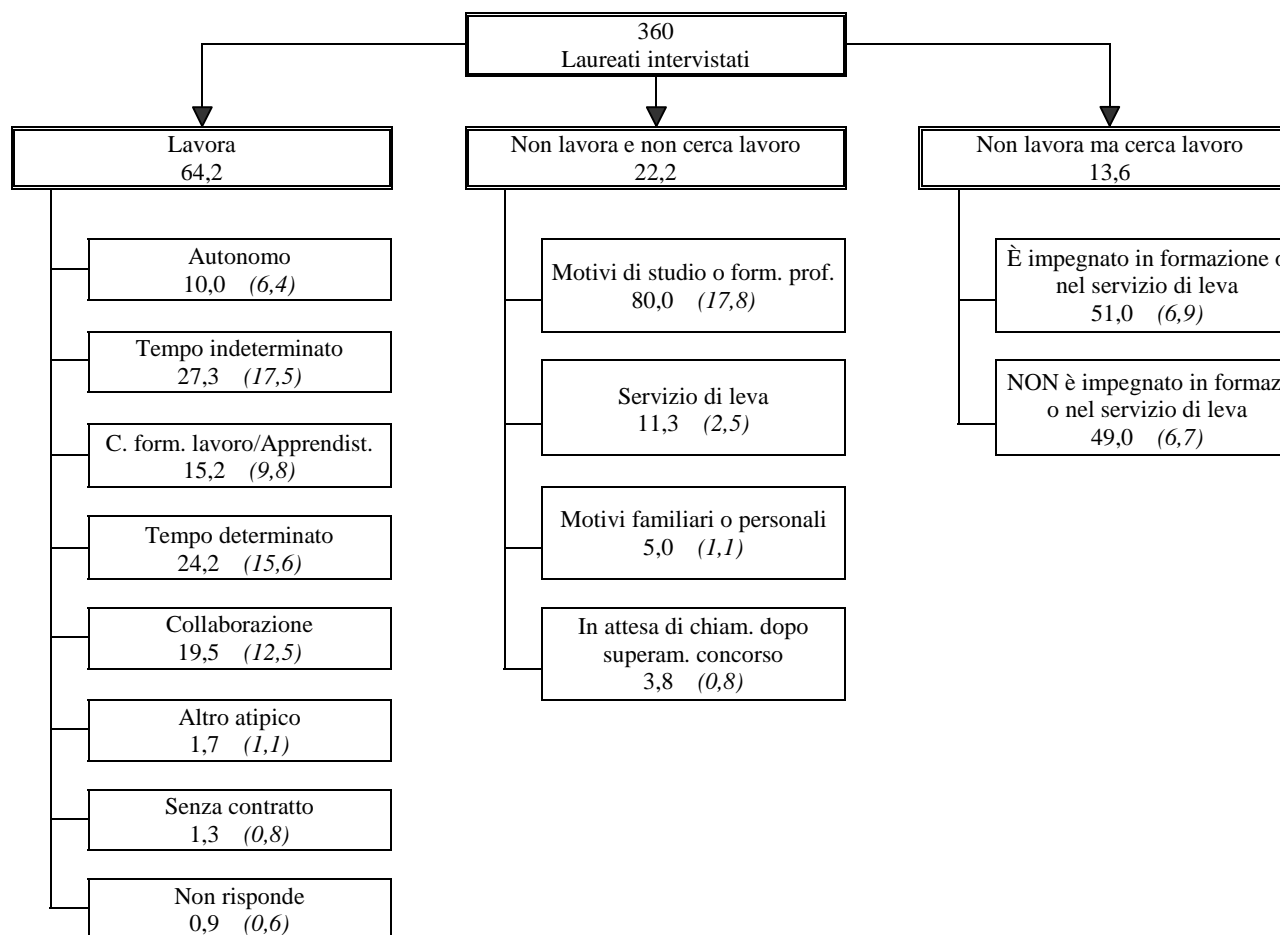 360
Laureati intervistati
Lavora
64,2
Autonomo
10,0 (6,4)
Tempo indeterminato
27,3 (17,5)
C. form. lavoro/Apprendist.
15,2 (9,8)
Tempo determinato
24,2 (15,6)
Collaborazione
19,5 (12,5)
Altro atipico
1,7 (1,1)
Senza contratto
1,3 (0,8)
Non risponde
0,9 (0,6)
Non lavora e non cerca lavoro
22,2
Motivi di studio o form. prof.
80,0 (17,8)
Servizio di leva
11,3 (2,5)
Motivi familiari o personali
5,0 (1,1)
In attesa di chiam. dopo
superam. concorso
3,8 (0,8)
Non lavora ma cerca lavoro
13,6
È impegnato in formazione o
nel servizio di leva
51,0 (6,9)
NON è impegnato in formaz
o nel servizio di leva
49,0 (6,7)